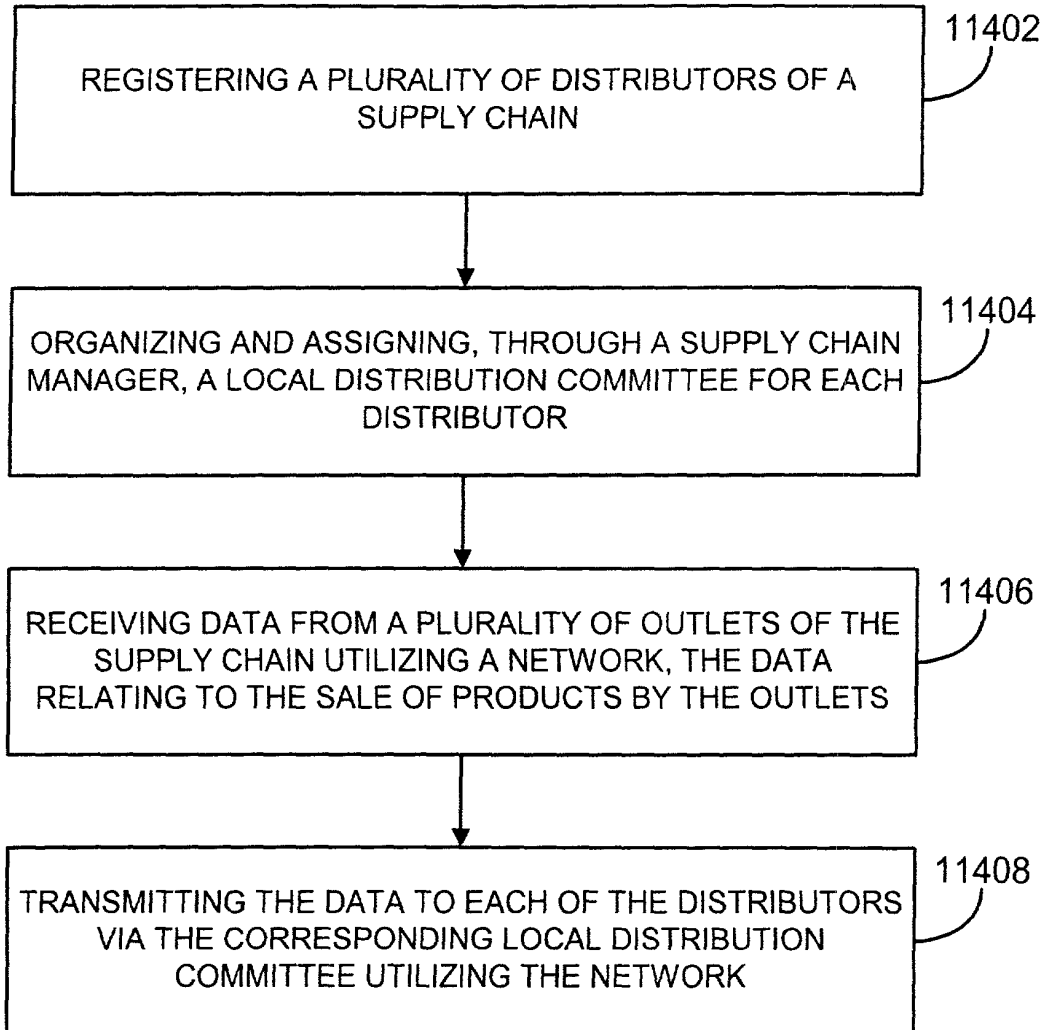 11402
REGISTERING A PLURALITY OF DISTRIBUTORS OF A
SUPPLY CHAIN
11404
ORGANIZING AND ASSIGNING, THROUGH A SUPPLY CHAIN
MANAGER, A LOCAL DISTRIBUTION COMMITTEE FOR EACH
DISTRIBUTOR
11406
RECEIVING DATA FROM A PLURALITY OF OUTLETS OF THE
SUPPLY CHAIN UTILIZING A NETWORK, THE DATA
RELATING TO THE SALE OF PRODUCTS BY THE OUTLETS
11408
TRANSMITTING THE DATA TO EACH OF THE DISTRIBUTORS
VIA THE CORRESPONDING LOCAL DISTRIBUTION
COMMITTEE UTILIZING THE NETWORK